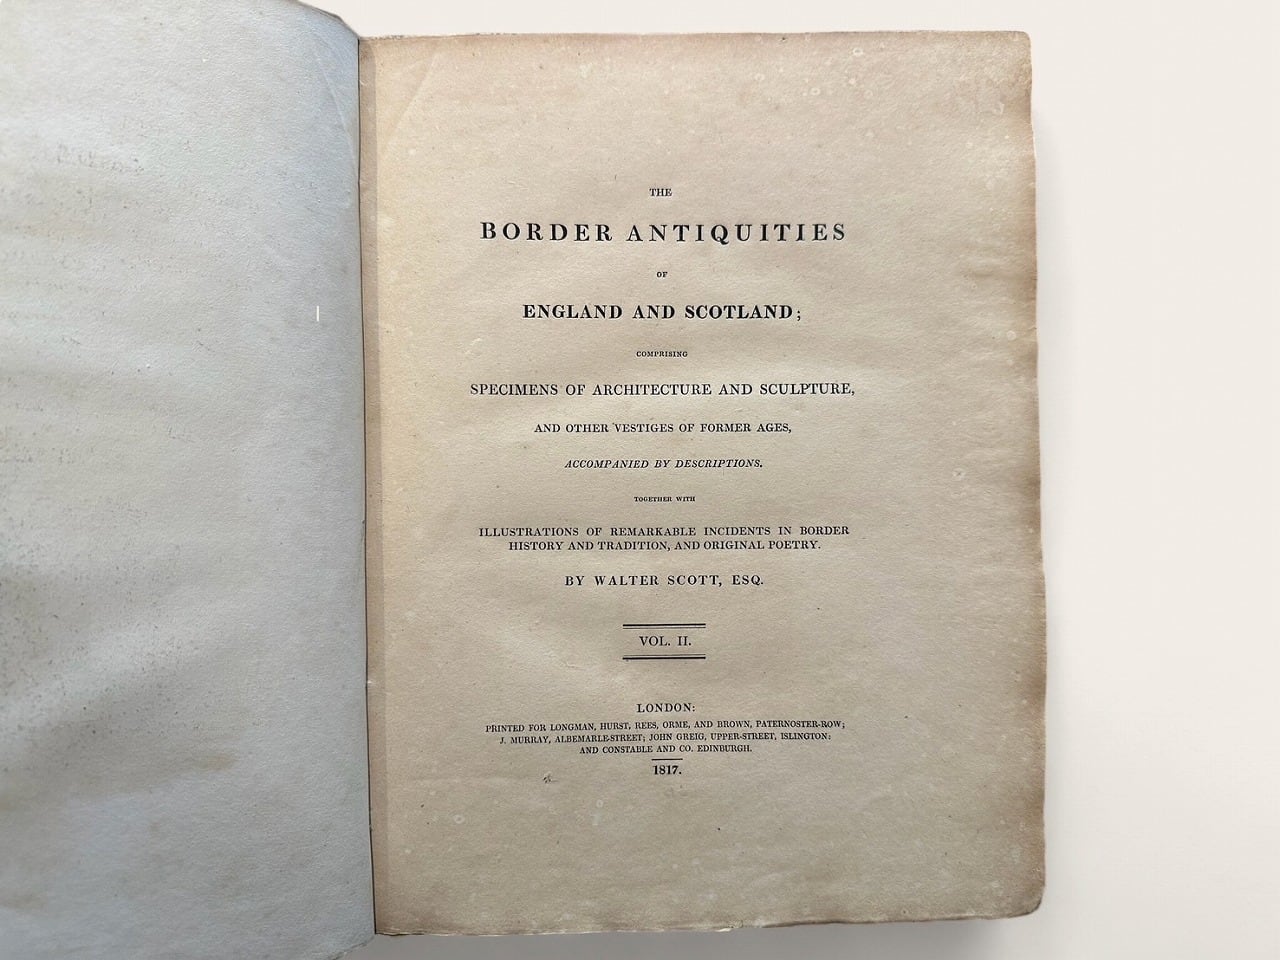 THE
BORDER ANTIQUITIES
OF
ENGLAND AND SCOTLAND;
COMPRISING
SPECIMENS OF ARCHITECTURE AND SCULPTURE,
AND OTHER VESTIGES OF FORMER AGES,
ACCOMPANIED BY DESCRIPTIONS.
TOGETHER WITH
ILLUSTRATIONS OF REMARKABLE INCIDENTS IN BORDER
HISTORY AND TRADITION, AND ORIGINAL POETRY.
BY WALTER SCOTT, ESQ.
VOL. II.
LONDON:
PRINTED FOR LONGMAN, HURST, REES, ORME, AND BROWN, PATERNOSTER-ROW;
J. MURRAY, ALBEMARLE-STREET; JOHN GREIG, UPPER-STREET, ISLINGTON:
AND CONSTABLE AND CO. EDINBURGH.
1817.